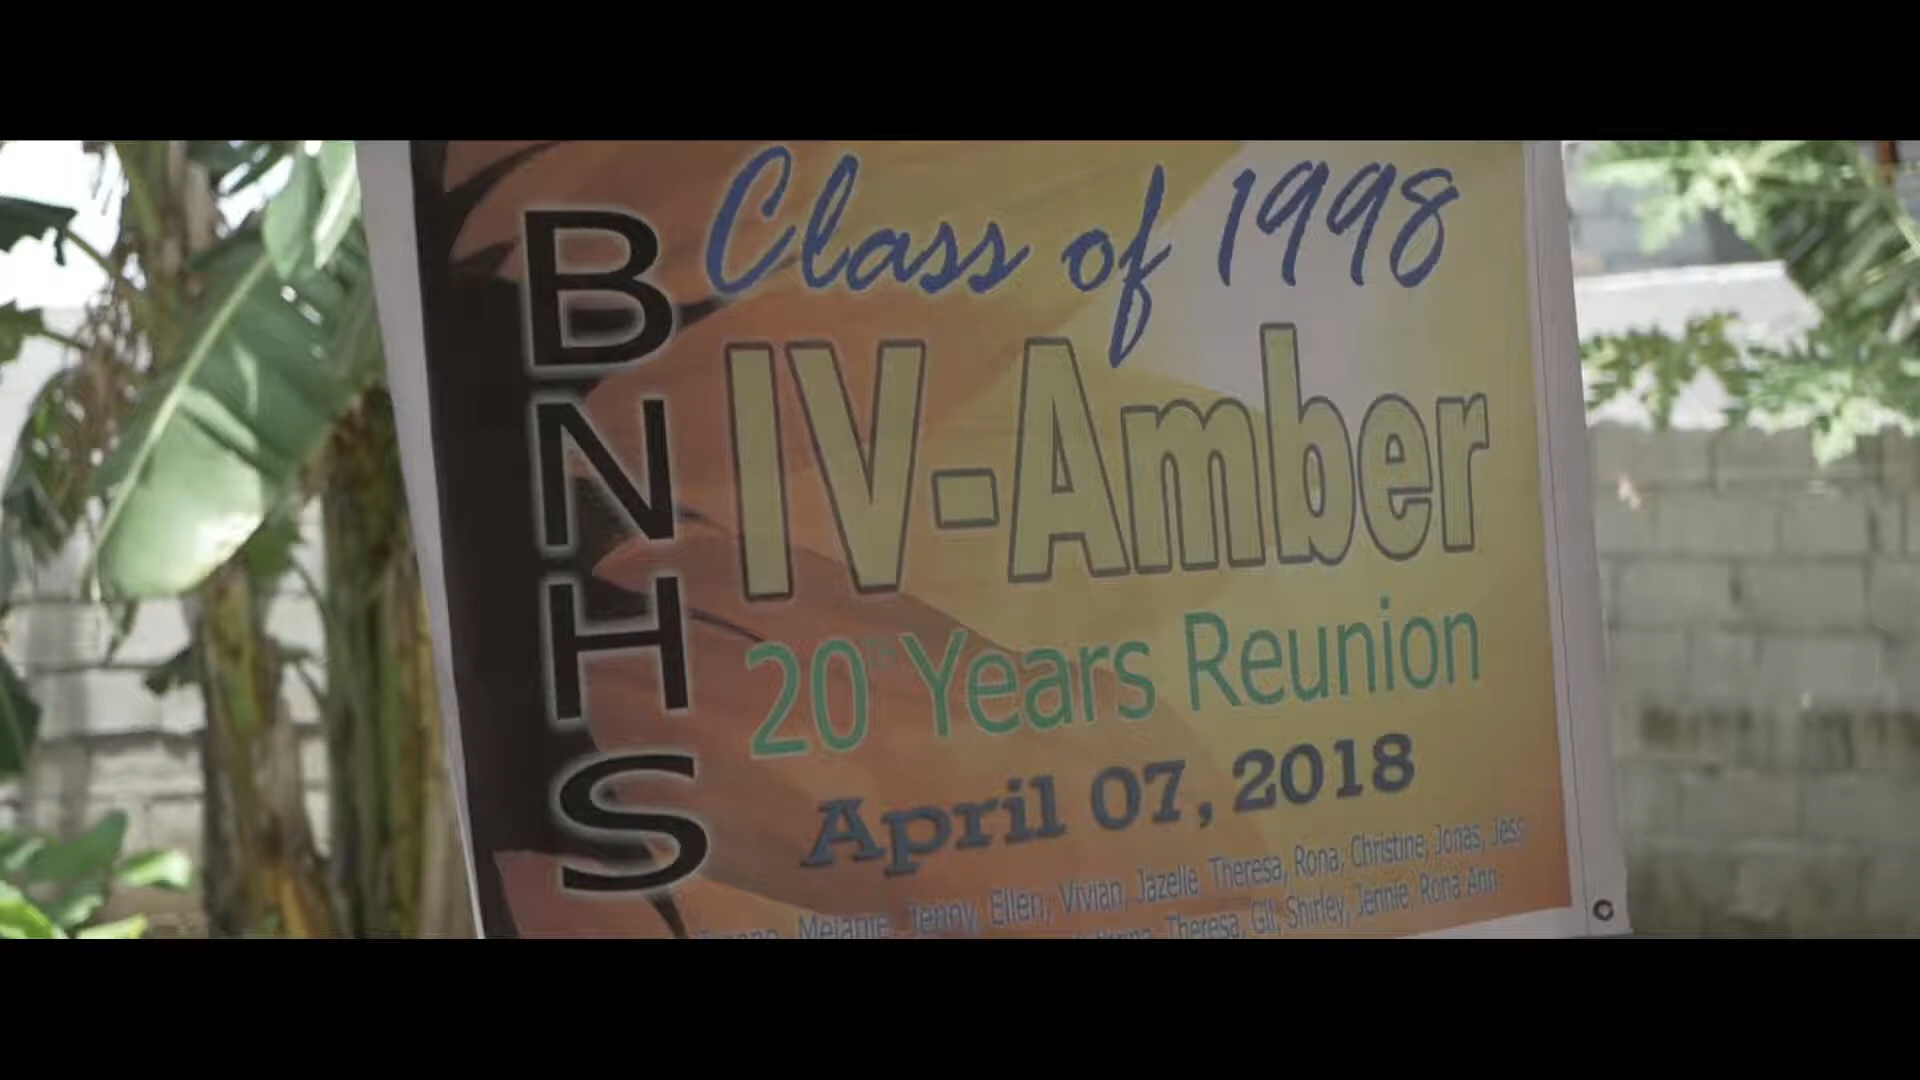 BNHS
Class of 1998
IV-Amber
20TH Years Reunion
April 07, 2018
Melanie, Jenny, Ellen, Vivian, Jazelle, Theresa, Rona, Christine, Jonas, Jess
Theresa, Gil, Shirley, Jennie, Rona Ann